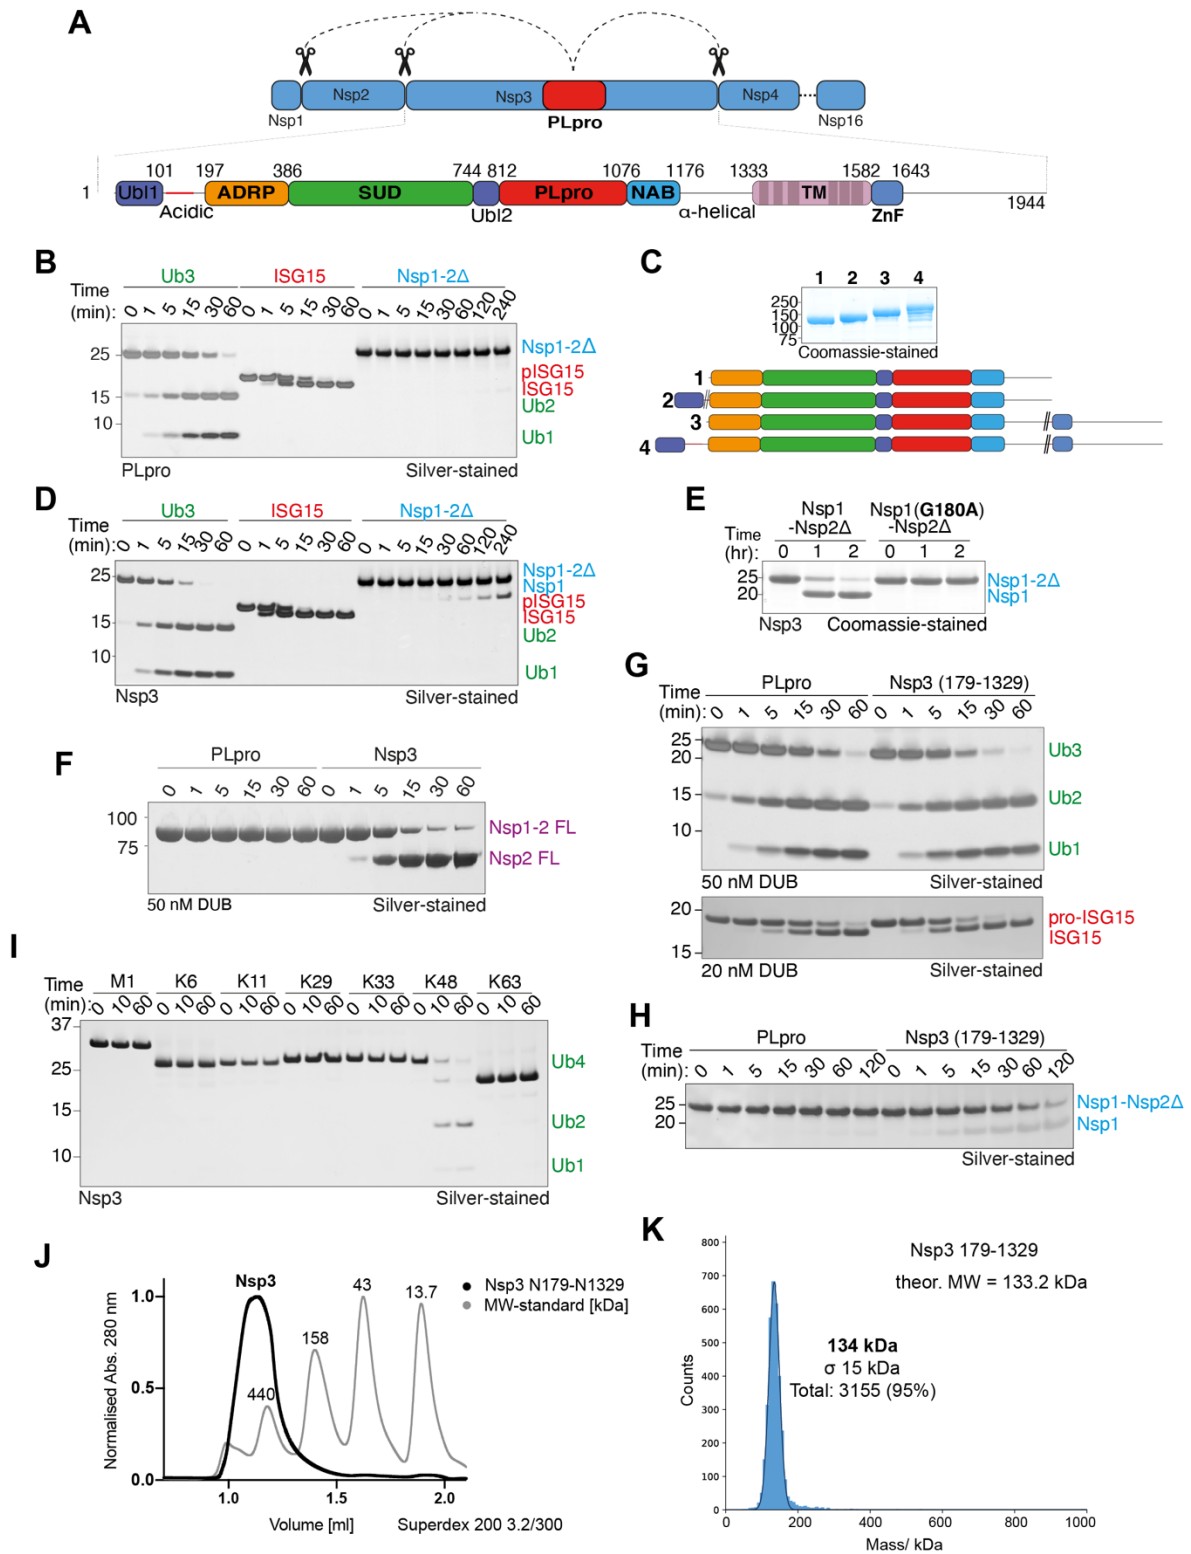 A
Nsp1
Nsp2
Nsp3
PLpro
Nsp4
Nsp16
1
101
197
386
744
812
1076
1176
1333
1582
1643
1944
Ubl1
Acidic
ADRP
SUD
Ubl2
PLpro
NAB
α-helical
TM
ZnF
B
Ub3
ISG15
Nsp1-2Δ
Time
(min):
0 1 5 15 30 60 0 1 5 15 30 60 0 1 5 15 30 60 120 240
25
15
10
Nsp1-2Δ
pISG15
ISG15
Ub2
Ub1
PLpro
Silver-stained
C
1 2 3 4
250
150
100
75
Coomassie-stained
1
2
3
4
D
Ub3
ISG15
Nsp1-2Δ
Time
(min):
0 1 5 15 30 60 0 1 5 15 30 60 0 1 5 15 30 60 120 240
25
15
10
Nsp1-2Δ
Nsp1
pISG15
ISG15
Ub2
Ub1
Nsp3
Silver-stained
E
Nsp1
-Nsp2Δ
Nsp1(G180A)
-Nsp2Δ
Time
(hr):
0 1 2 0 1 2
25
20
Nsp1-2Δ
Nsp1
Nsp3
Coomassie-stained
F
PLpro
Nsp3
0 1 5 15 30 60 0 1 5 15 30 60
100
75
Nsp1-2 FL
Nsp2 FL
50 nM DUB
Silver-stained
G
PLpro
Nsp3 (179-1329)
Time
(min):
0 1 5 15 30 60 0 1 5 15 30 60
25
20
15
10
Ub3
Ub2
Ub1
50 nM DUB
Silver-stained
20
15
pro-ISG15
ISG15
20 nM DUB
Silver-stained
H
PLpro
Nsp3 (179-1329)
Time
(min):
0 1 5 15 30 60 120 0 1 5 15 30 60 120
25
20
Nsp1-Nsp2Δ
Nsp1
Silver-stained
I
M1 K6 K11 K29 K33 K48 K63
Time
(min):
0 10 60 0 10 60 0 10 60 0 10 60 0 10 60 0 10 60 0 10 60
37
25
15
10
Ub4
Ub2
Ub1
Nsp3
Silver-stained
J
Nsp3
440
158
43
13.7
Nsp3 N179-N1329
MW-standard [kDa]
Normalised Abs. 280 nm
1.0
0.5
0.0
1.0
1.5
2.0
Volume [ml]
Superdex 200 3.2/300
K
Nsp3 179-1329
theor. MW = 133.2 kDa
134 kDa
σ 15 kDa
Total: 3155 (95%)
Counts
800
700
600
500
400
300
200
100
0
0
200
400
600
800
1000
Mass/ kDa